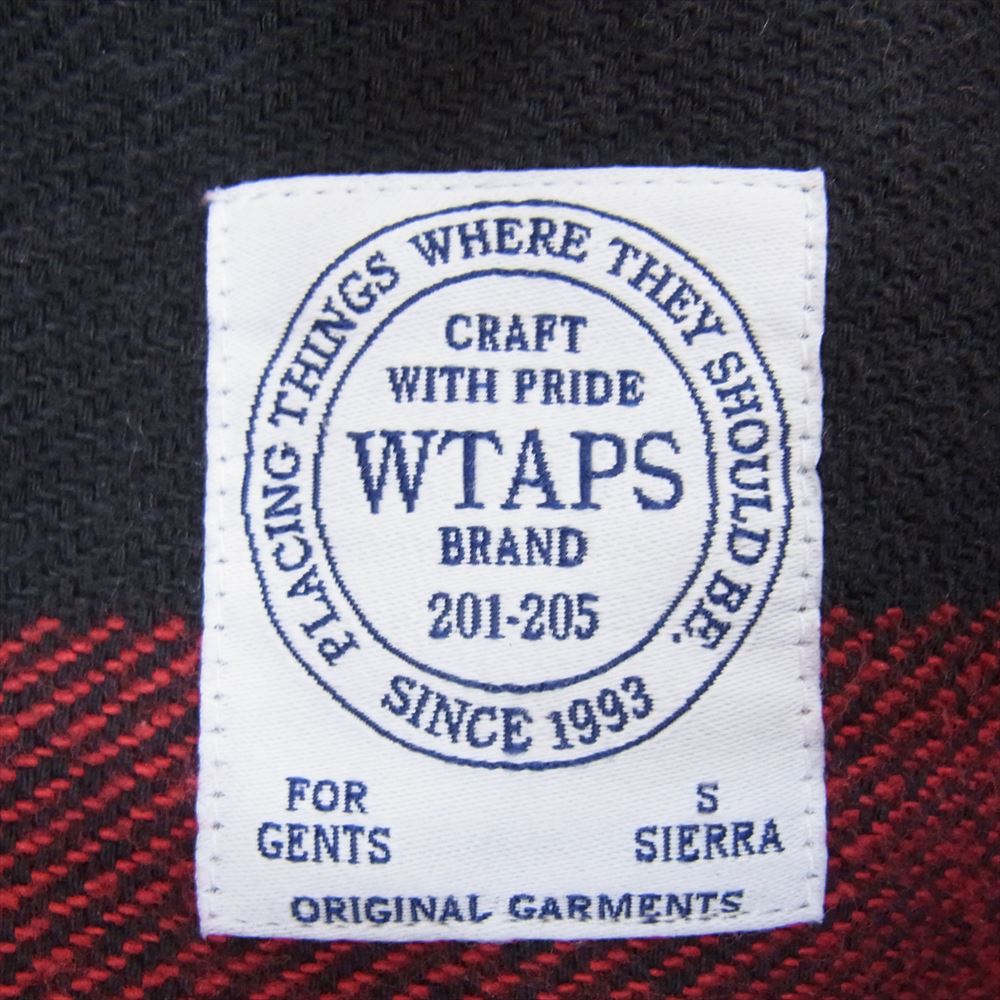 PLACING THINGS WHERE THEY SHOULD BE.
CRAFT
WITH PRIDE
WTAPS
BRAND
201-205
SINCE 1993
FOR
GENTS
S
SIERRA
ORIGINAL GARMENTS